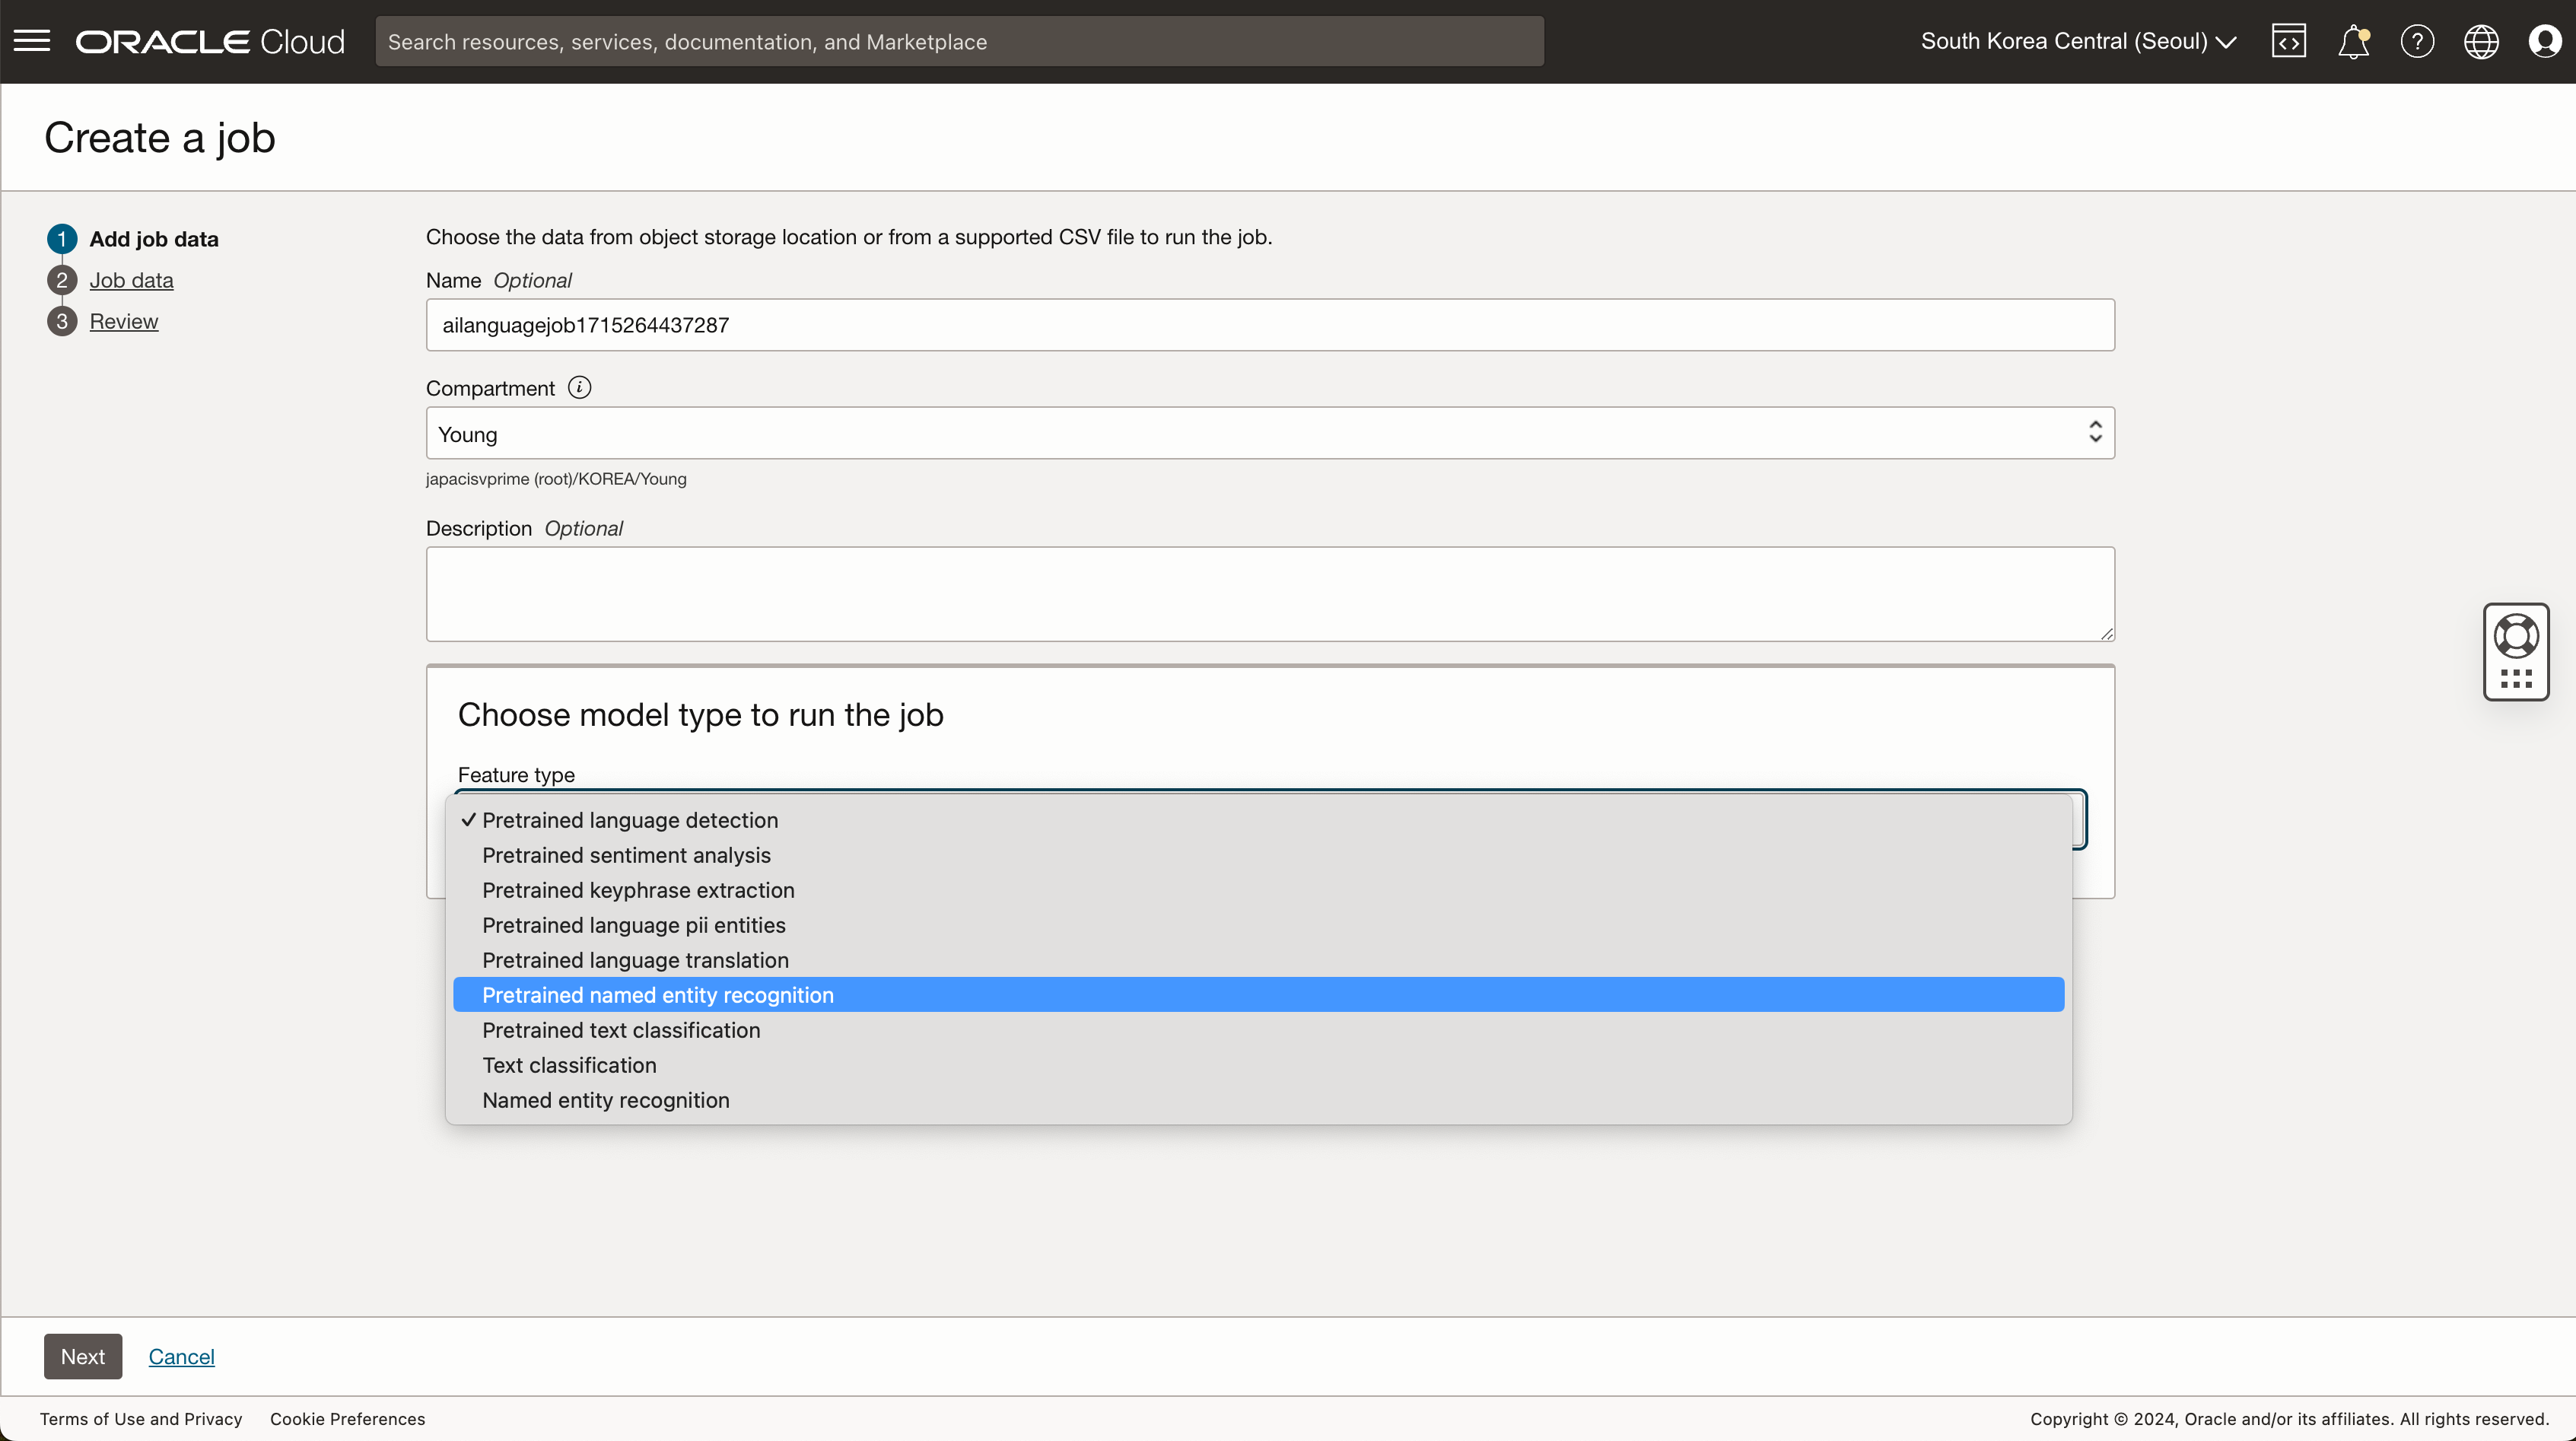 ORACLE Cloud
Search resources, services, documentation, and Marketplace
South Korea Central (Seoul)
Create a job
1 Add job data
2 Job data
3 Review
Choose the data from object storage location or from a supported CSV file to run the job.
Name Optional
ailanguagejob1715264437287
Compartment
Young
japacisvprime (root)/KOREA/Young
Description Optional
Choose model type to run the job
Feature type
✓ Pretrained language detection
Pretrained sentiment analysis
Pretrained keyphrase extraction
Pretrained language pii entities
Pretrained language translation
Pretrained named entity recognition
Pretrained text classification
Text classification
Named entity recognition
Next Cancel
Terms of Use and Privacy Cookie Preferences
Copyright © 2024, Oracle and/or its affiliates. All rights reserved.